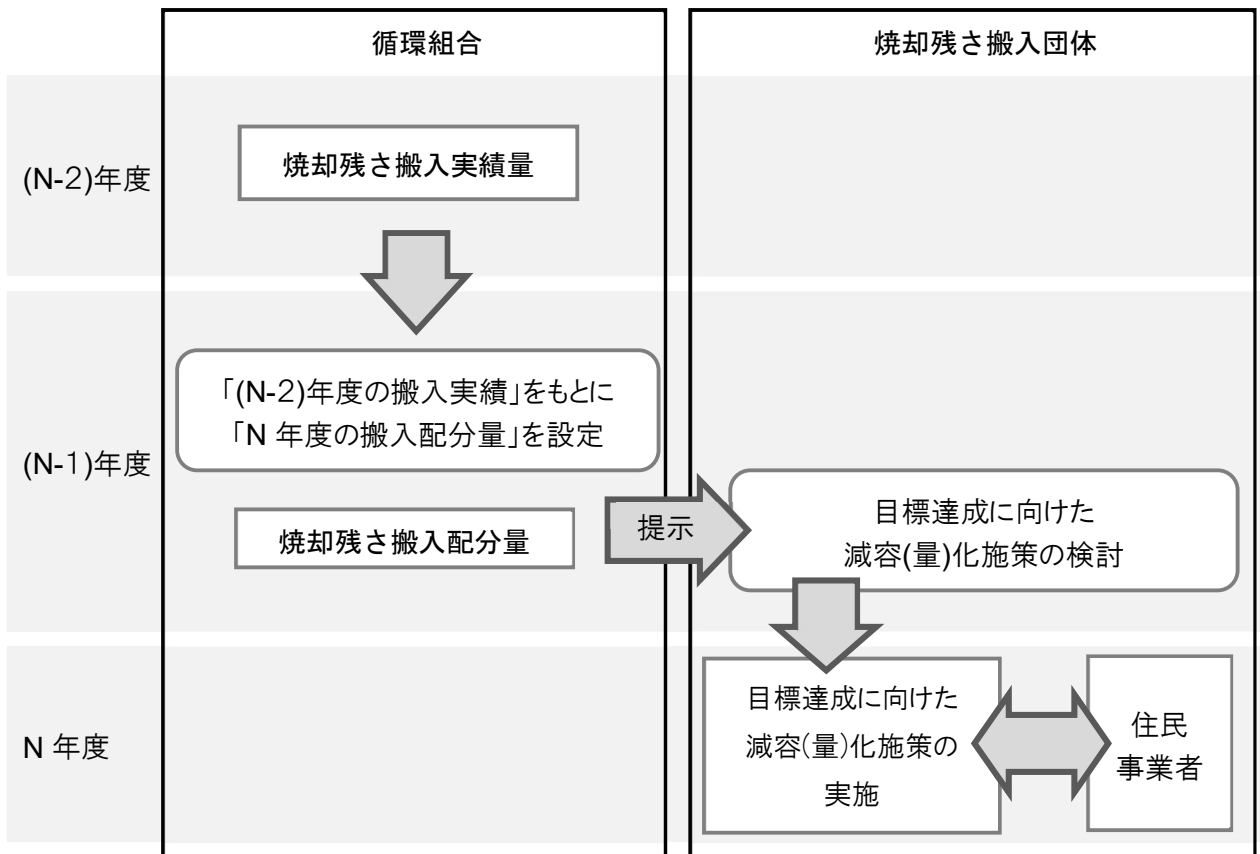 循環組合
焼却残さ搬入団体
(N-2)年度
焼却残さ搬入実績量
(N-1)年度
「(N-2)年度の搬入実績」をもとに
「N 年度の搬入配分量」を設定
焼却残さ搬入配分量
提示
目標達成に向けた
減容(量)化施策の検討
N 年度
目標達成に向けた
減容(量)化施策の
実施
住民
事業者